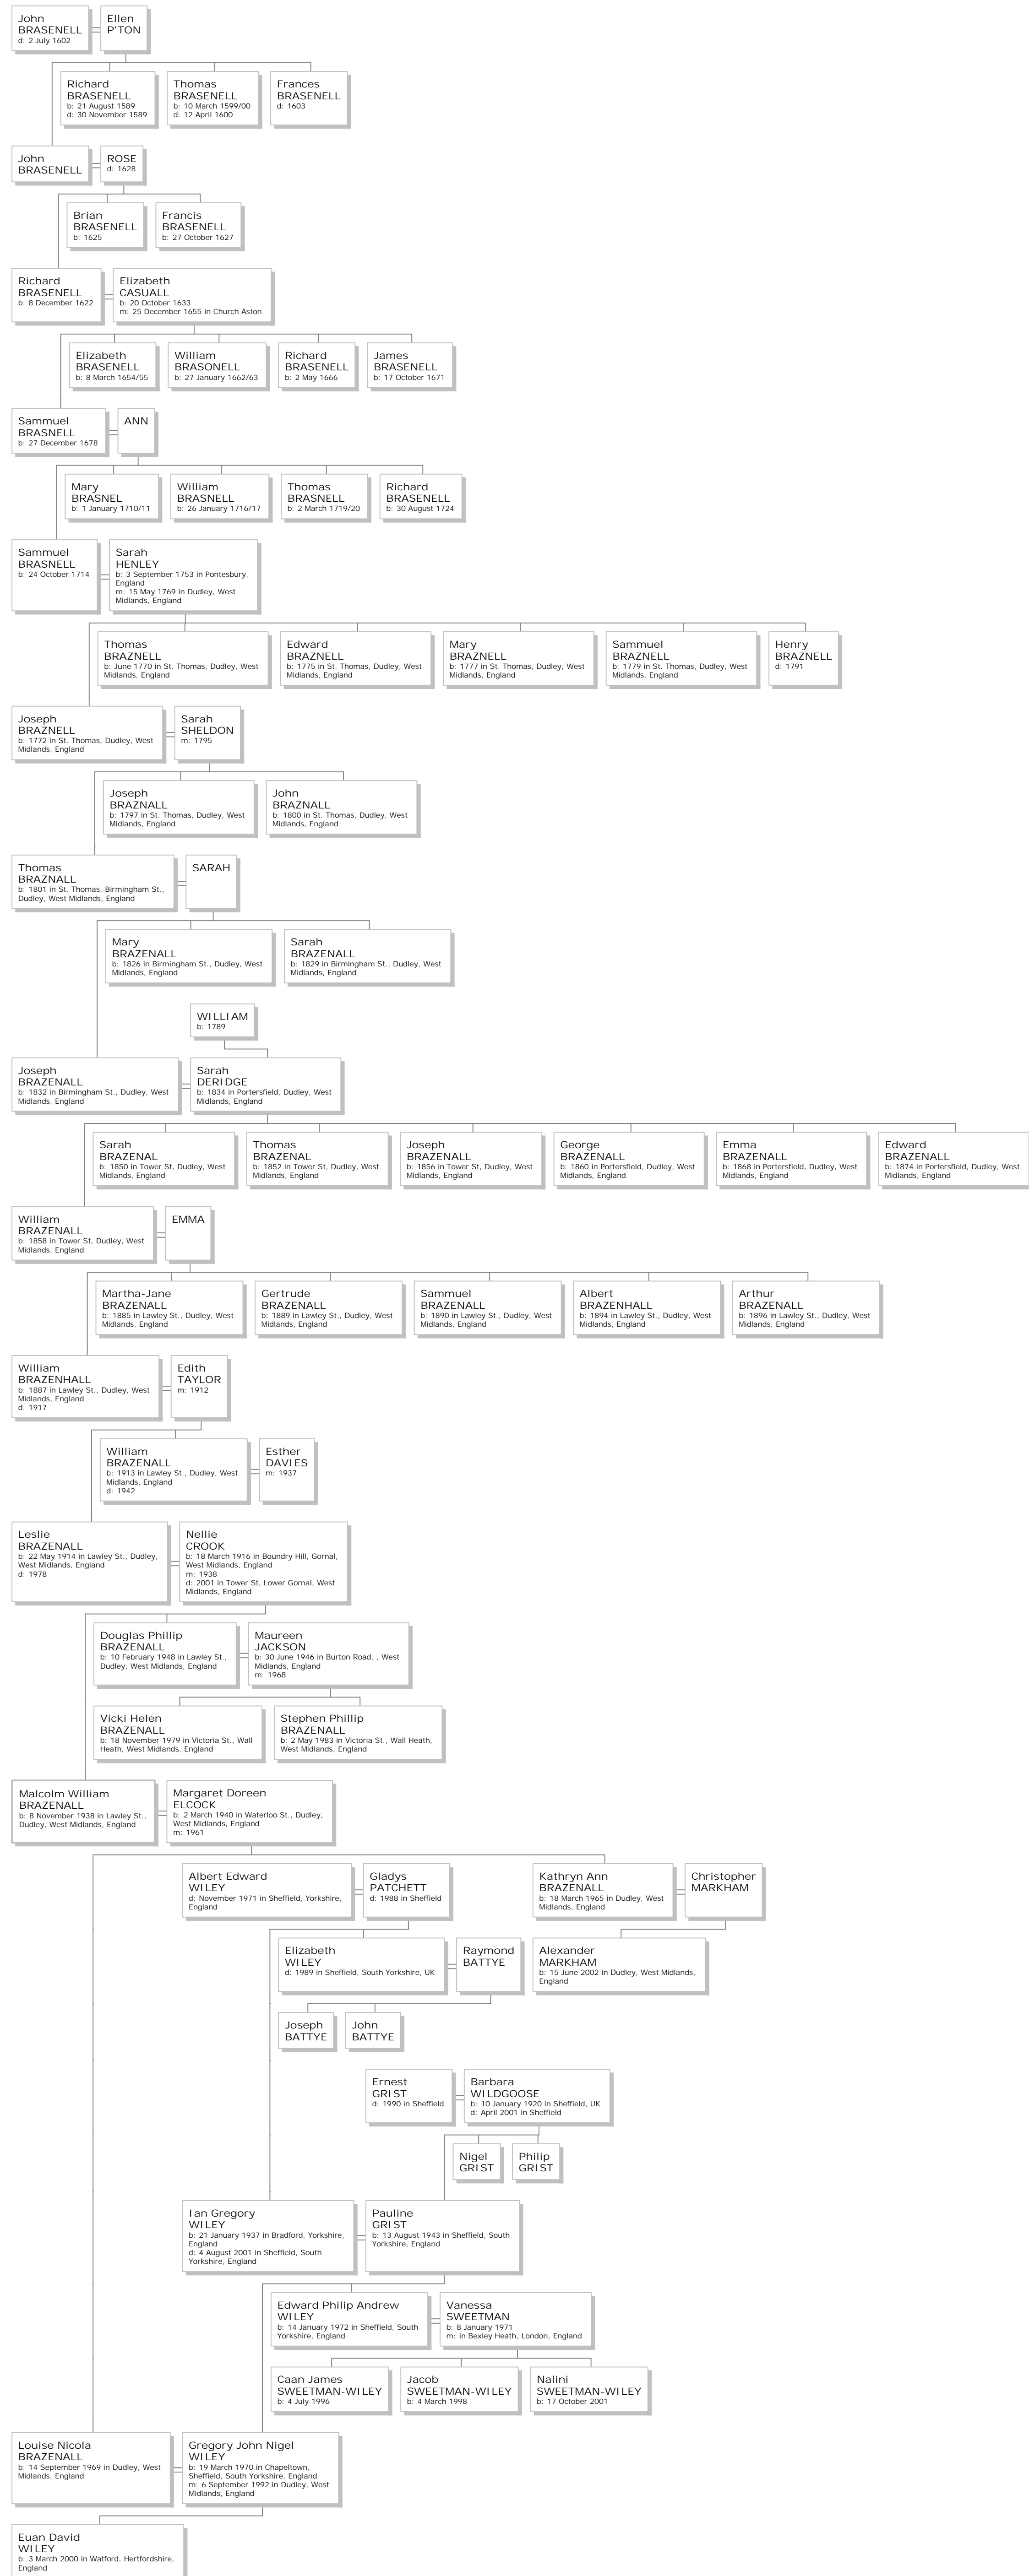 John
BRASENELL
d: 2 July 1602
Ellen
P'TON
Richard
BRASENELL
b: 21 August 1589
d: 30 November 1589
Thomas
BRASENELL
b: 10 March 1599/00
d: 12 April 1600
Frances
BRASENELL
d: 1603
John
BRASENELL
ROSE
d: 1628
Brian
BRASENELL
b: 1625
Francis
BRASENELL
b: 27 October 1627
Richard
BRASENELL
b: 8 December 1622
Elizabeth
CASUALL
b: 20 October 1633
m: 25 December 1655 in Church Aston
Elizabeth
BRASENELL
b: 8 March 1654/55
William
BRASONELL
b: 27 January 1662/63
Richard
BRASENELL
b: 2 May 1666
James
BRASENELL
b: 17 October 1671
Sammuel
BRASNELL
b: 27 December 1678
ANN
Mary
BRASNEL
b: 1 January 1710/11
William
BRASNELL
b: 26 January 1716/17
Thomas
BRASNELL
b: 2 March 1719/20
Richard
BRASENELL
b: 30 August 1724
Sammuel
BRASNELL
b: 24 October 1714
Sarah
HENLEY
b: 3 September 1753 in Pontesbury,
England
m: 15 May 1769 in Dudley, West
Midlands, England
Thomas
BRAZNELL
b: June 1770 in St. Thomas, Dudley, West
Midlands, England
Edward
BRAZNELL
b: 1775 in St. Thomas, Dudley, West
Midlands, England
Mary
BRAZNELL
b: 1777 in St. Thomas, Dudley, West
Midlands, England
Sammuel
BRAZNELL
b: 1779 in St. Thomas, Dudley, West
Midlands, England
Henry
BRAZNELL
d: 1791
Joseph
BRAZNELL
b: 1772 in St. Thomas, Dudley, West
Midlands, England
Sarah
SHELDON
m: 1795
Joseph
BRAZNALL
b: 1797 in St. Thomas, Dudley, West
Midlands, England
John
BRAZNALL
b: 1800 in St. Thomas, Dudley, West
Midlands, England
Thomas
BRAZNALL
b: 1801 in St. Thomas, Birmingham St.,
Dudley, West Midlands, England
SARAH
Mary
BRAZENALL
b: 1826 in Birmingham St., Dudley, West
Midlands, England
Sarah
BRAZENALL
b: 1829 in Birmingham St., Dudley, West
Midlands, England
WILLIAM
b: 1789
Joseph
BRAZENALL
b: 1832 in Birmingham St., Dudley, West
Midlands, England
Sarah
DERIDGE
b: 1834 in Portersfield, Dudley, West
Midlands, England
Sarah
BRAZENAL
b: 1850 in Tower St, Dudley, West
Midlands, England
Thomas
BRAZENAL
b: 1852 in Tower St, Dudley, West
Midlands, England
Joseph
BRAZENALL
b: 1856 in Tower St, Dudley, West
Midlands, England
George
BRAZENALL
b: 1860 in Portersfield, Dudley, West
Midlands, England
Emma
BRAZENALL
b: 1868 in Portersfield, Dudley, West
Midlands, England
Edward
BRAZENALL
b: 1874 in Portersfield, Dudley, West
Midlands, England
William
BRAZENALL
b: 1858 in Tower St, Dudley, West
Midlands, England
EMMA
Martha-Jane
BRAZENALL
b: 1885 in Lawley St., Dudley, West
Midlands, England
Gertrude
BRAZENALL
b: 1889 in Lawley St., Dudley, West
Midlands, England
Sammuel
BRAZENALL
b: 1890 in Lawley St., Dudley, West
Midlands, England
Albert
BRAZENHALL
b: 1894 in Lawley St., Dudley, West
Midlands, England
Arthur
BRAZENALL
b: 1896 in Lawley St., Dudley, West
Midlands, England
William
BRAZENHALL
b: 1887 in Lawley St., Dudley, West
Midlands, England
d: 1917
Edith
TAYLOR
m: 1912
William
BRAZENALL
b: 1913 in Lawley St., Dudley, West
Midlands, England
d: 1942
Esther
DAVIES
m: 1937
Leslie
BRAZENALL
b: 22 May 1914 in Lawley St., Dudley,
West Midlands, England
d: 1978
Nellie
CROOK
b: 18 March 1916 in Boundry Hill, Gornal,
West Midlands, England
m: 1938
d: 2001 in Tower St, Lower Gornal, West
Midlands, England
Douglas Phillip
BRAZENALL
b: 10 February 1948 in Lawley St.,
Dudley, West Midlands, England
Maureen
JACKSON
b: 30 June 1946 in Burton Road, , West
Midlands, England
m: 1968
Vicki Helen
BRAZENALL
b: 18 November 1979 in Victoria St., Wall
Heath, West Midlands, England
Stephen Phillip
BRAZENALL
b: 2 May 1983 in Victoria St., Wall Heath,
West Midlands, England
Malcolm William
BRAZENALL
b: 8 November 1938 in Lawley St.,
Dudley, West Midlands, England
Margaret Doreen
ELCOCK
b: 2 March 1940 in Waterloo St., Dudley,
West Midlands, England
m: 1961
Albert Edward
WILEY
d: November 1971 in Sheffield, Yorkshire,
England
Gladys
PATCHETT
d: 1988 in Sheffield
Kathryn Ann
BRAZENALL
b: 18 March 1965 in Dudley, West
Midlands, England
Christopher
MARKHAM
Elizabeth
WILEY
d: 1989 in Sheffield, South Yorkshire, UK
Raymond
BATTYE
Alexander
MARKHAM
b: 15 June 2002 in Dudley, West Midlands,
England
Joseph
BATTYE
John
BATTYE
Ernest
GRIST
d: 1990 in Sheffield
Barbara
WILDGOOSE
b: 10 January 1920 in Sheffield, UK
d: April 2001 in Sheffield
Nigel
GRIST
Philip
GRIST
Ian Gregory
WILEY
b: 21 January 1937 in Bradford, Yorkshire,
England
d: 4 August 2001 in Sheffield, South
Yorkshire, England
Pauline
GRIST
b: 13 August 1943 in Sheffield, South
Yorkshire, England
Edward Philip Andrew
WILEY
b: 14 January 1972 in Sheffield, South
Yorkshire, England
Vanessa
SWEETMAN
b: 8 January 1971
m: in Bexley Heath, London, England
Caan James
SWEETMAN-WILEY
b: 4 July 1996
Jacob
SWEETMAN-WILEY
b: 4 March 1998
Nalini
SWEETMAN-WILEY
b: 17 October 2001
Louise Nicola
BRAZENALL
b: 14 September 1969 in Dudley, West
Midlands, England
Gregory John Nigel
WILEY
b: 19 March 1970 in Chapeltown,
Sheffield, South Yorkshire, England
m: 6 September 1992 in Dudley, West
Midlands, England
Euan David
WILEY
b: 3 March 2000 in Watford, Hertfordshire,
England